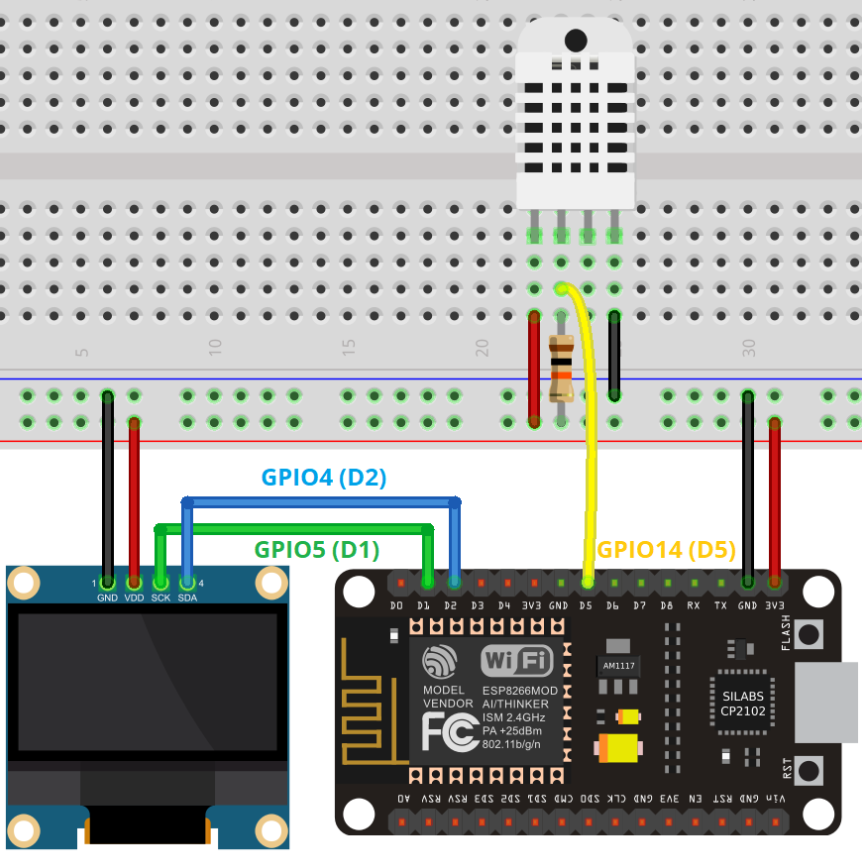 5
10
15
20
30
GPIO4 (D2)
GPIO5 (D1)
GPIO14 (D5)
1
4
GND VDD SCK SDA
D0 D1 D2 D3 D4 3V3 GND D5 D6 D7 D8 RX TX GND 3V3
FLASH
WiFi
MODEL
VENDOR
ESP8266MOD
AI/THINKER
ISM 2.4GHz
PA +25dBm
802.11b/g/n
FC
AM1117
SILABS
CP2102
RST
A0 RSV RSV SD3 SD2 SD1 CMD SD0 CLK GND 3V3 EN RST GND Vin